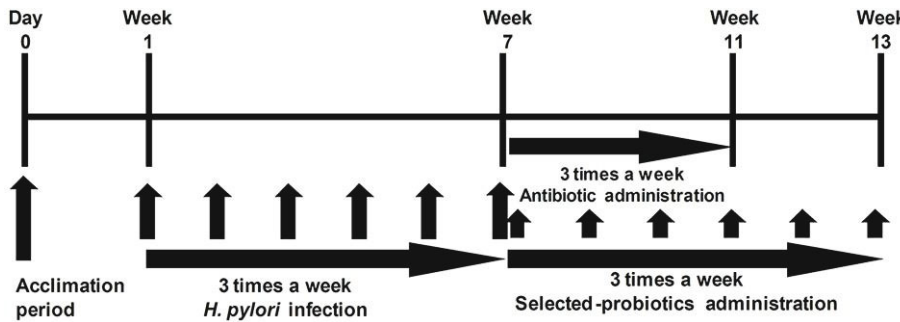 Day
0
Week
1
Week
7
Week
11
Week
13
3 times a week
Antibiotic administration
Acclimation
period
3 times a week
H. pylori infection
3 times a week
Selected-probiotics administration